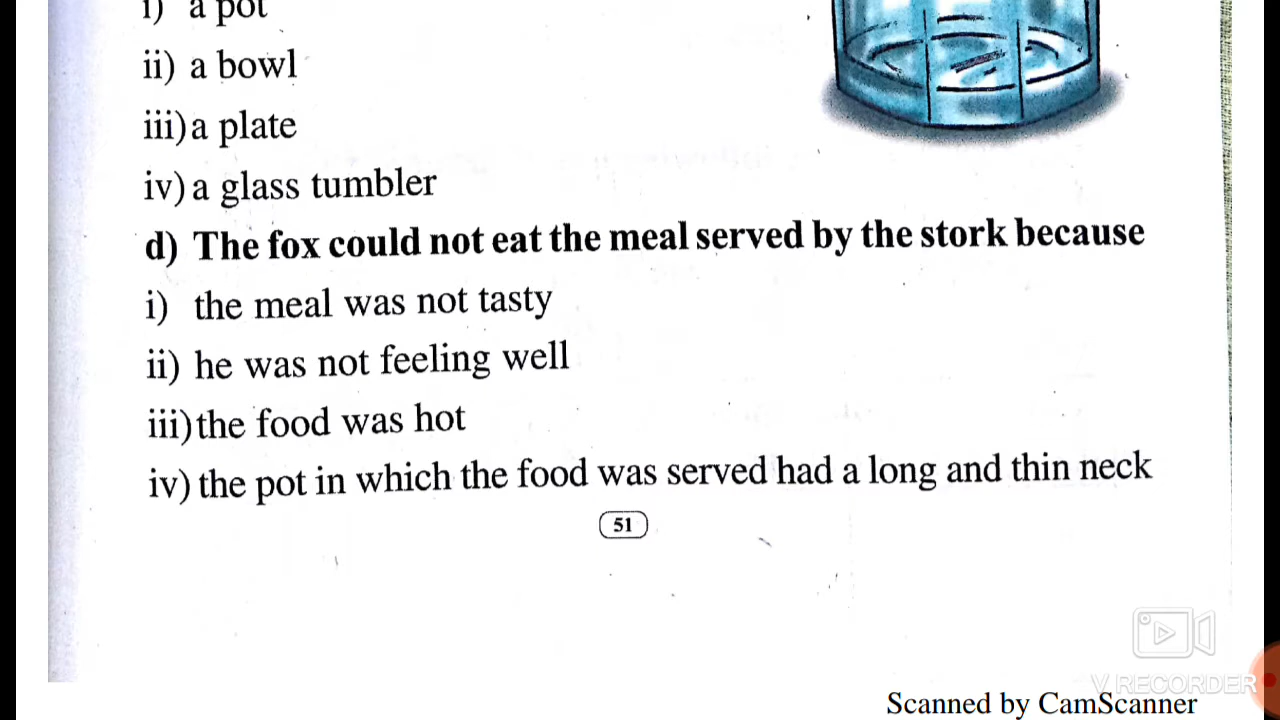 i) a pot
ii) a bowl
iii) a plate
iv) a glass tumbler
d) The fox could not eat the meal served by the stork because
i) the meal was not tasty
ii) he was not feeling well
iii) the food was hot
iv) the pot in which the food was served had a long and thin neck
51
V RECORDER
Scanned by CamScanner